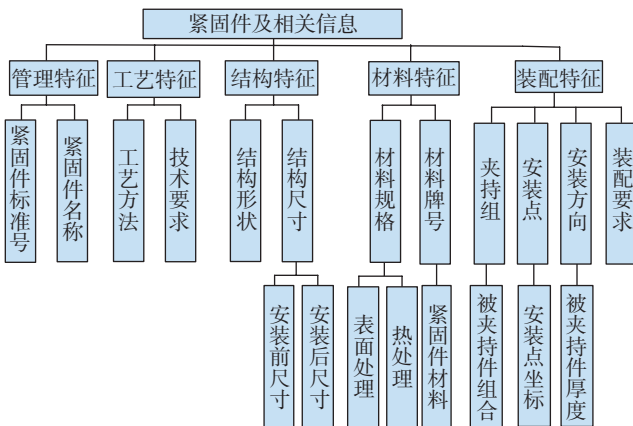 紧固件及相关信息
管理特征
工艺特征
结构特征
材料特征
装配特征
紧固件标准号
紧固件名称
工艺方法
技术要求
结构形状
结构尺寸
材料规格
材料牌号
夹持组
安装点
安装方向
装配要求
安装前尺寸
安装后尺寸
表面处理
热处理
紧固件材料
被夹持件组合
安装点坐标
被夹持件厚度